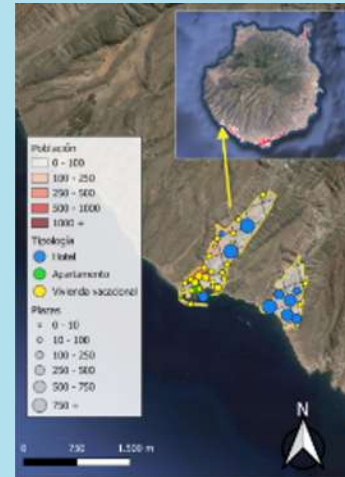 Población
0 - 100
100 - 250
250 - 500
500 - 1000
1000 +
Tipología
Hotel
Apartamento
Vivienda vacacional
Plazas
0 - 10
10 - 100
100 - 250
250 - 500
500 - 750
750 +
N
0 750 1.500 m